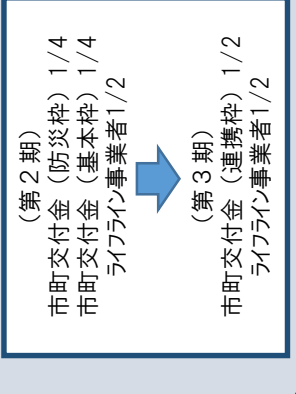 （第２期）
市町交付金（防災枠）1/4
市町交付金（基本枠）1/4
ライフライン事業者1/2
（第３期）
市町交付金（連携枠）1/2
ライフライン事業者1/2